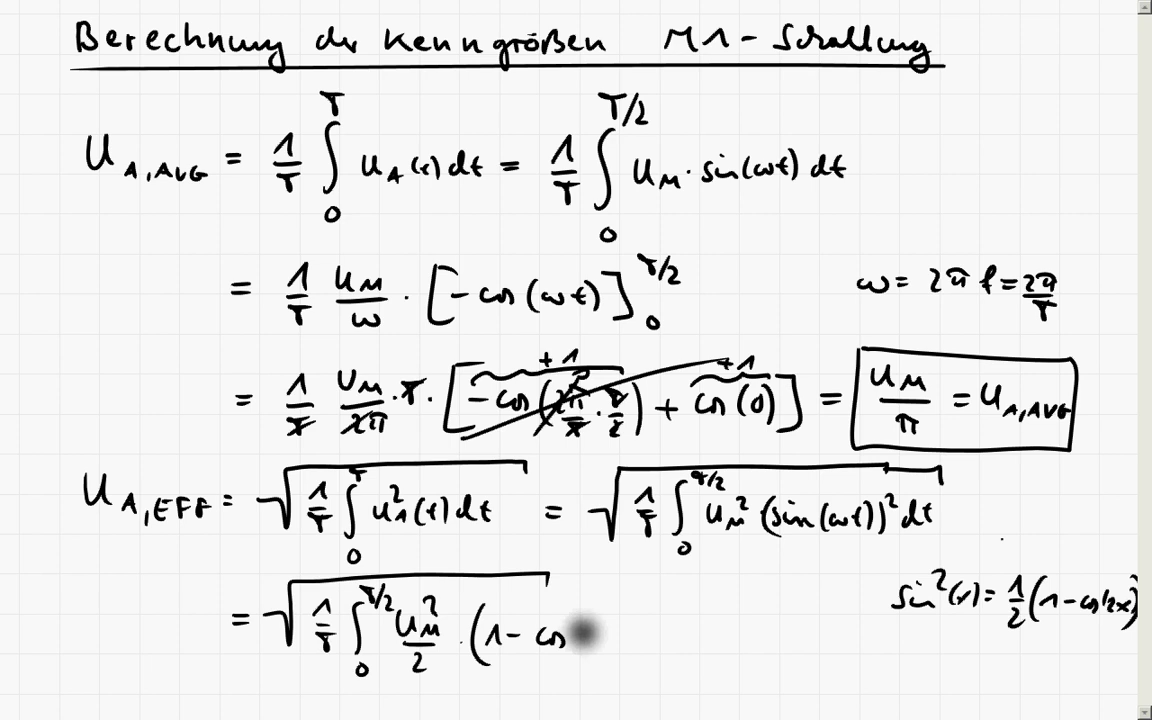 Berechnung der Kenngrößen M1-Schaltung
U_A,AVG = 1/T ∫_0^T u_A(t) dt = 1/T ∫_0^{T/2} u_M · sin(ωt) dt
= 1/T u_M/ω · [-cos(ωt)]_0^{T/2}
ω = 2π f = 2π/T
+1 +1
= 1/T U_M/2π · T · [-cos(2π/T · T/2) + cos(0)] = u_M/π = U_A,AVG
U_A,EFF = √(1/T ∫_0^T u_A²(t) dt) = √(1/T ∫_0^{T/2} u_M² (sin(ωt))² dt)
sin²(x) = 1/2 (1 - cos(2x))
= √(1/T ∫_0^{T/2} u_M²/2 · (1 - cos